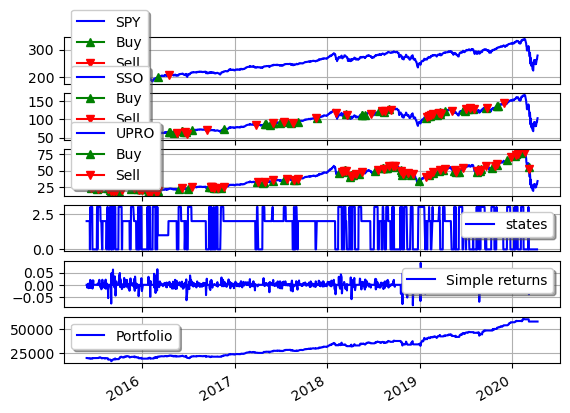 SPY
Buy
Sell
300
200
SSO
Buy
Sell
150
100
50
UPRO
Buy
Sell
75
50
25
2.5
0.0
states
0.05
0.00
−0.05
Simple returns
50000
25000
Portfolio
2016 2017 2018 2019 2020